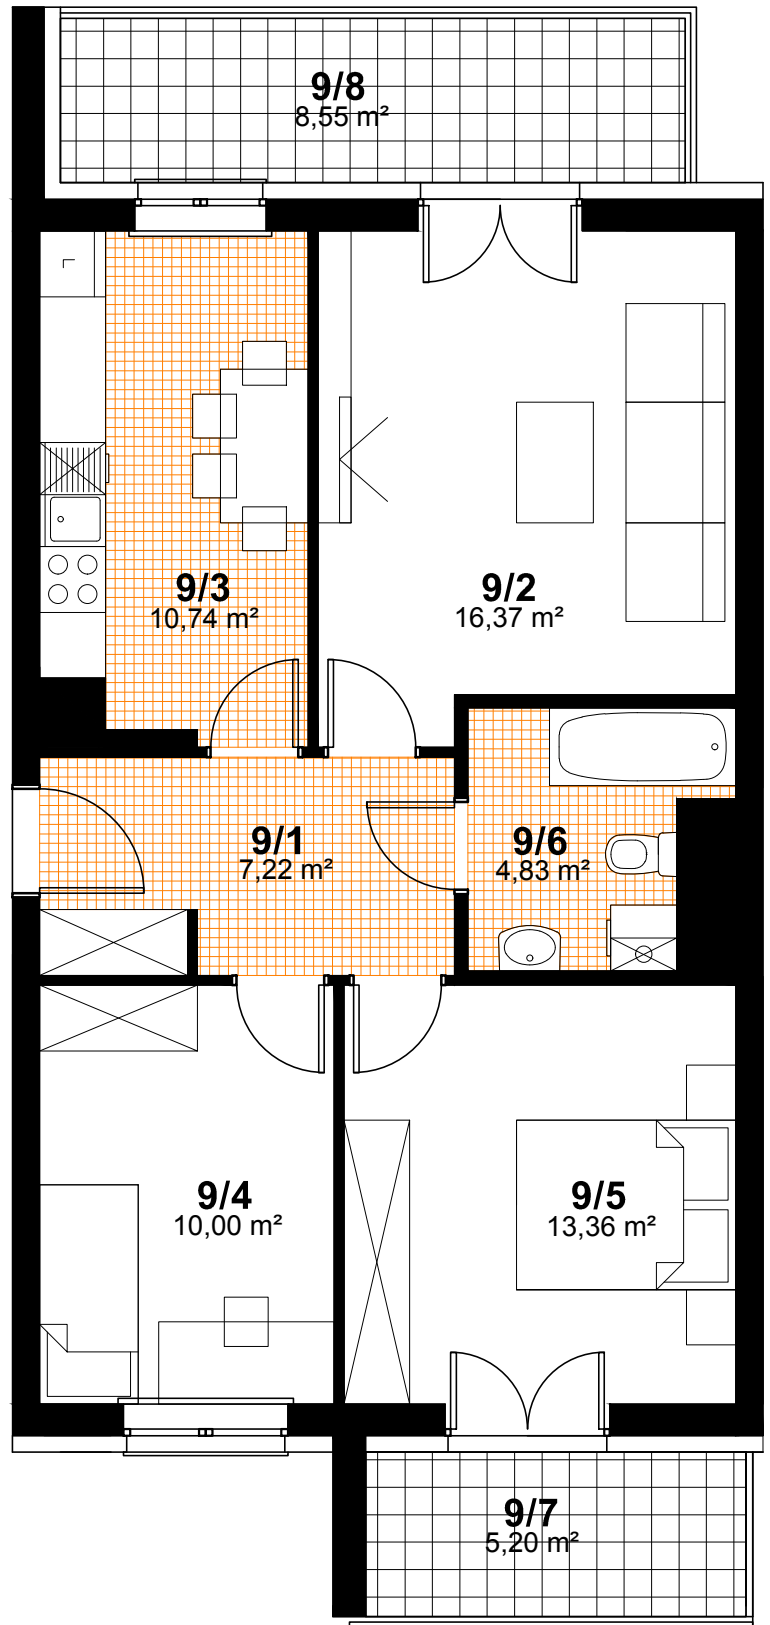 9/8
8,55 m²
9/3
10,74 m²
9/2
16,37 m²
9/1
7,22 m²
9/6
4,83 m²
9/4
10,00 m²
9/5
13,36 m²
9/7
5,20 m²